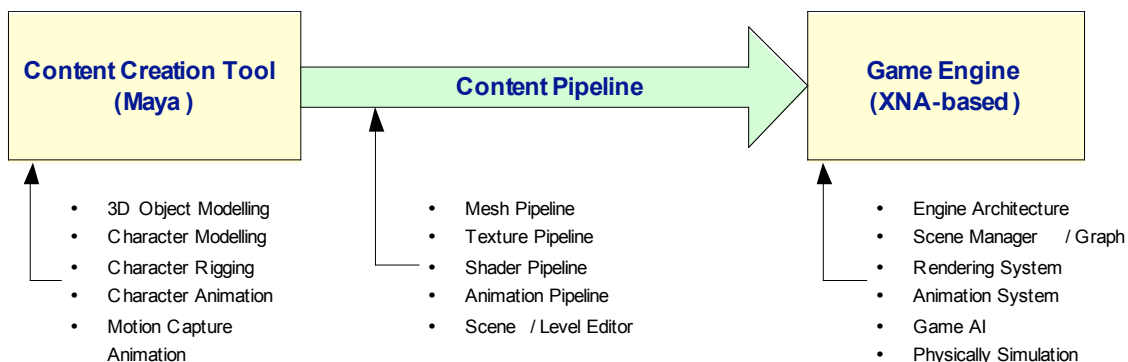 Content Creation Tool
(Maya)
Content Pipeline
Game Engine
(XNA-based)
• 3D Object Modelling
• Character Modelling
• Character Rigging
• Character Animation
• Motion Capture
Animation
• Mesh Pipeline
• Texture Pipeline
• Shader Pipeline
• Animation Pipeline
• Scene / Level Editor
• Engine Architecture
• Scene Manager / Graph
• Rendering System
• Animation System
• Game AI
• Physically Simulation